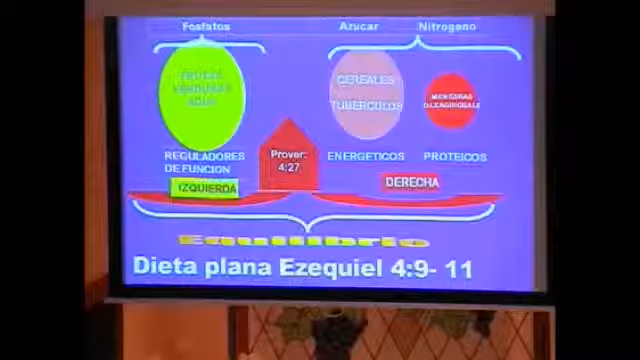 Fosfatos
Azucar Nitrogeno
FRUTAS
VERDURAS
AGUA
CEREALES
TUBERCULOS
OLEAGINOSAS
REGULADORES
DE FUNCION
Prover:
4:27
ENERGETICOS
PROTEICOS
IZQUIERDA
DERECHA
Equilibrio
Dieta plana Ezequiel 4:9- 11